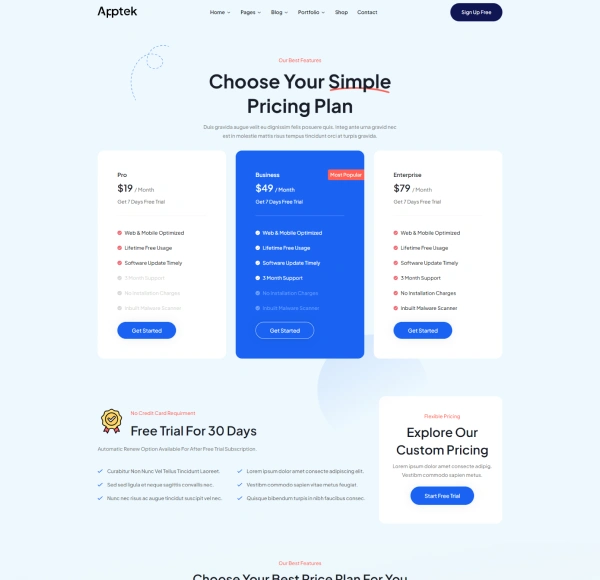 Apptek
Home Pages Blog Portfolio Shop Contact
Sign Up Free
Our Best Features
Choose Your Simple
Pricing Plan
Duis gravida augue velit eu dignissim felis posuere quis. Integ ante urna gravid nec
est in molestie mattis risus tempus tincidunt orci at turpis gravida.
Pro
$19 / Month
Get 7 Days Free Trial
Web & Mobile Optimized
Lifetime Free Usage
Software Update Timely
3 Month Support
No Installation Charges
Inbuilt Malware Scanner
Get Started
Business
Most Popular
$49 / Month
Get 7 Days Free Trial
Web & Mobile Optimized
Lifetime Free Usage
Software Update Timely
3 Month Support
No Installation Charges
Inbuilt Malware Scanner
Get Started
Enterprise
$79 / Month
Get 7 Days Free Trial
Web & Mobile Optimized
Lifetime Free Usage
Software Update Timely
3 Month Support
No Installation Charges
Inbuilt Malware Scanner
Get Started
No Credit Card Requirment
Free Trial For 30 Days
Automatic Renew Option Available For After Free Trial Subscription.
Curabitur Non Nunc Vel Tellus Tincidunt Laoreet.
Sed sed ligula et neque sagittis convallis nec.
Nunc nec risus ac augue tincidunt suscipit vel nec.
Lorem ipsum dolor amet consectetur adipiscing elit.
Vestibum commodo sapien vitae metus feugiat.
Quisque bibendum turpis in nibh faucibus consec.
Flexible Pricing
Explore Our
Custom Pricing
Lorem ipsum dolor amet consectetur adipig.
Vestibum commodo sapien metus
Start Free Trial
Our Best Features
Choose Your Best Price Plan For You